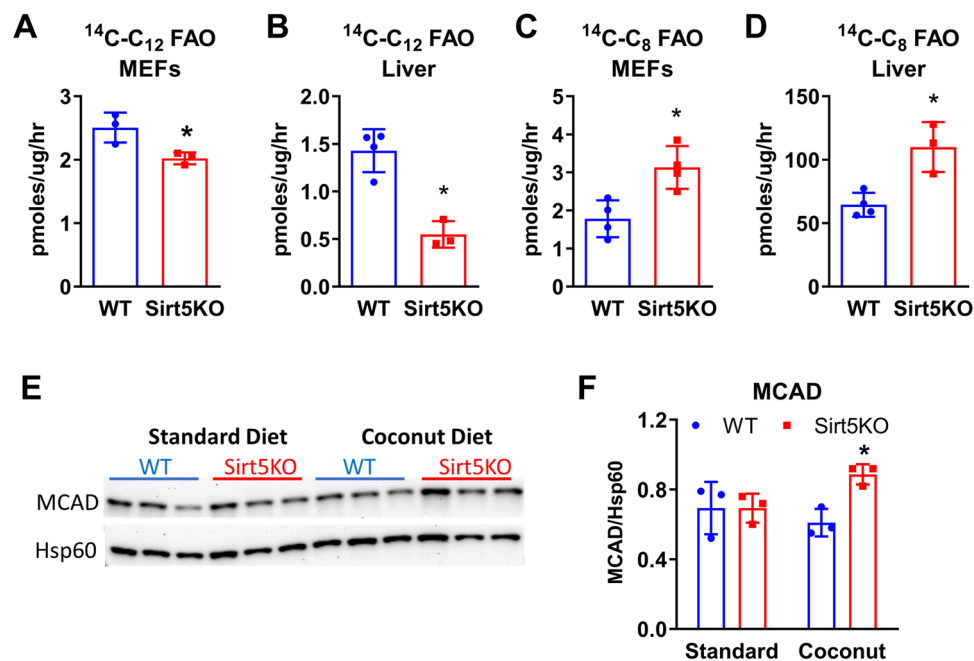 A
¹⁴C-C₁₂ FAO
MEFs
pmoles/ug/hr
3
2
1
0
*
WT Sirt5KO
B
¹⁴C-C₁₂ FAO
Liver
pmoles/ug/hr
2.0
1.5
1.0
0.5
0.0
*
WT Sirt5KO
C
¹⁴C-C₈ FAO
MEFs
pmoles/ug/hr
5
4
3
2
1
0
*
WT Sirt5KO
D
¹⁴C-C₈ FAO
Liver
pmoles/ug/hr
150
100
50
0
*
WT Sirt5KO
E
Standard Diet Coconut Diet
WT Sirt5KO WT Sirt5KO
MCAD
Hsp60
F
MCAD
WT Sirt5KO
MCAD/Hsp60
1.2
0.8
0.4
0.0
*
Standard Coconut